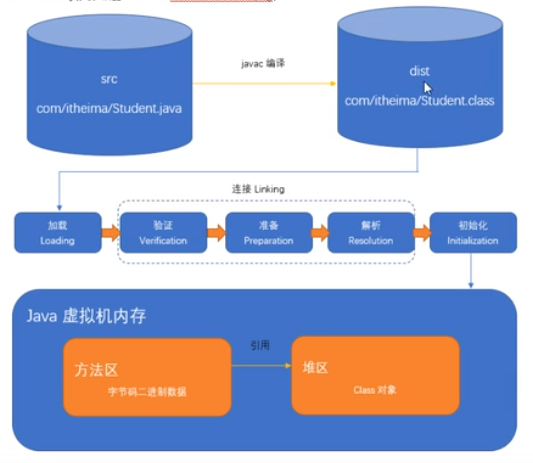 src
com/itheima/Student.java
javac 编译
dist
com/itheima/Student.class
连接 Linking
加载
Loading
验证
Verification
准备
Preparation
解析
Resolution
初始化
Initialization
Java 虚拟机内存
方法区
字节码二进制数据
引用
堆区
Class 对象